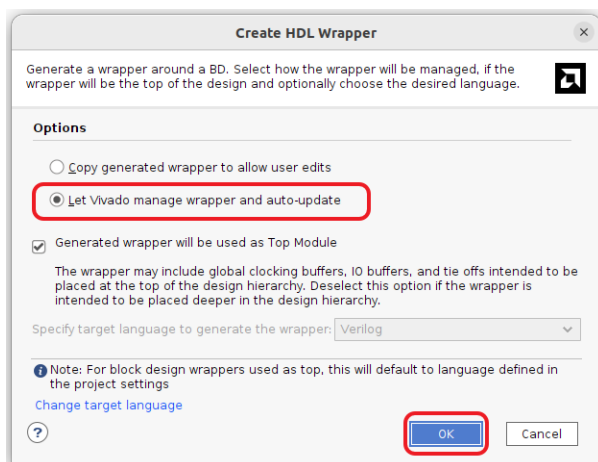 Create HDL Wrapper
Generate a wrapper around a BD. Select how the wrapper will be managed, if the
wrapper will be the top of the design and optionally choose the desired language.
Options
Copy generated wrapper to allow user edits
Let Vivado manage wrapper and auto-update
Generated wrapper will be used as Top Module
The wrapper may include global clocking buffers, IO buffers, and tie offs intended to be
placed at the top of the design hierarchy. Deselect this option if the wrapper is
intended to be placed deeper in the design hierarchy.
Specify target language to generate the wrapper: Verilog
Note: For block design wrappers used as top, this will default to language defined in
the project settings
Change target language
? OK Cancel